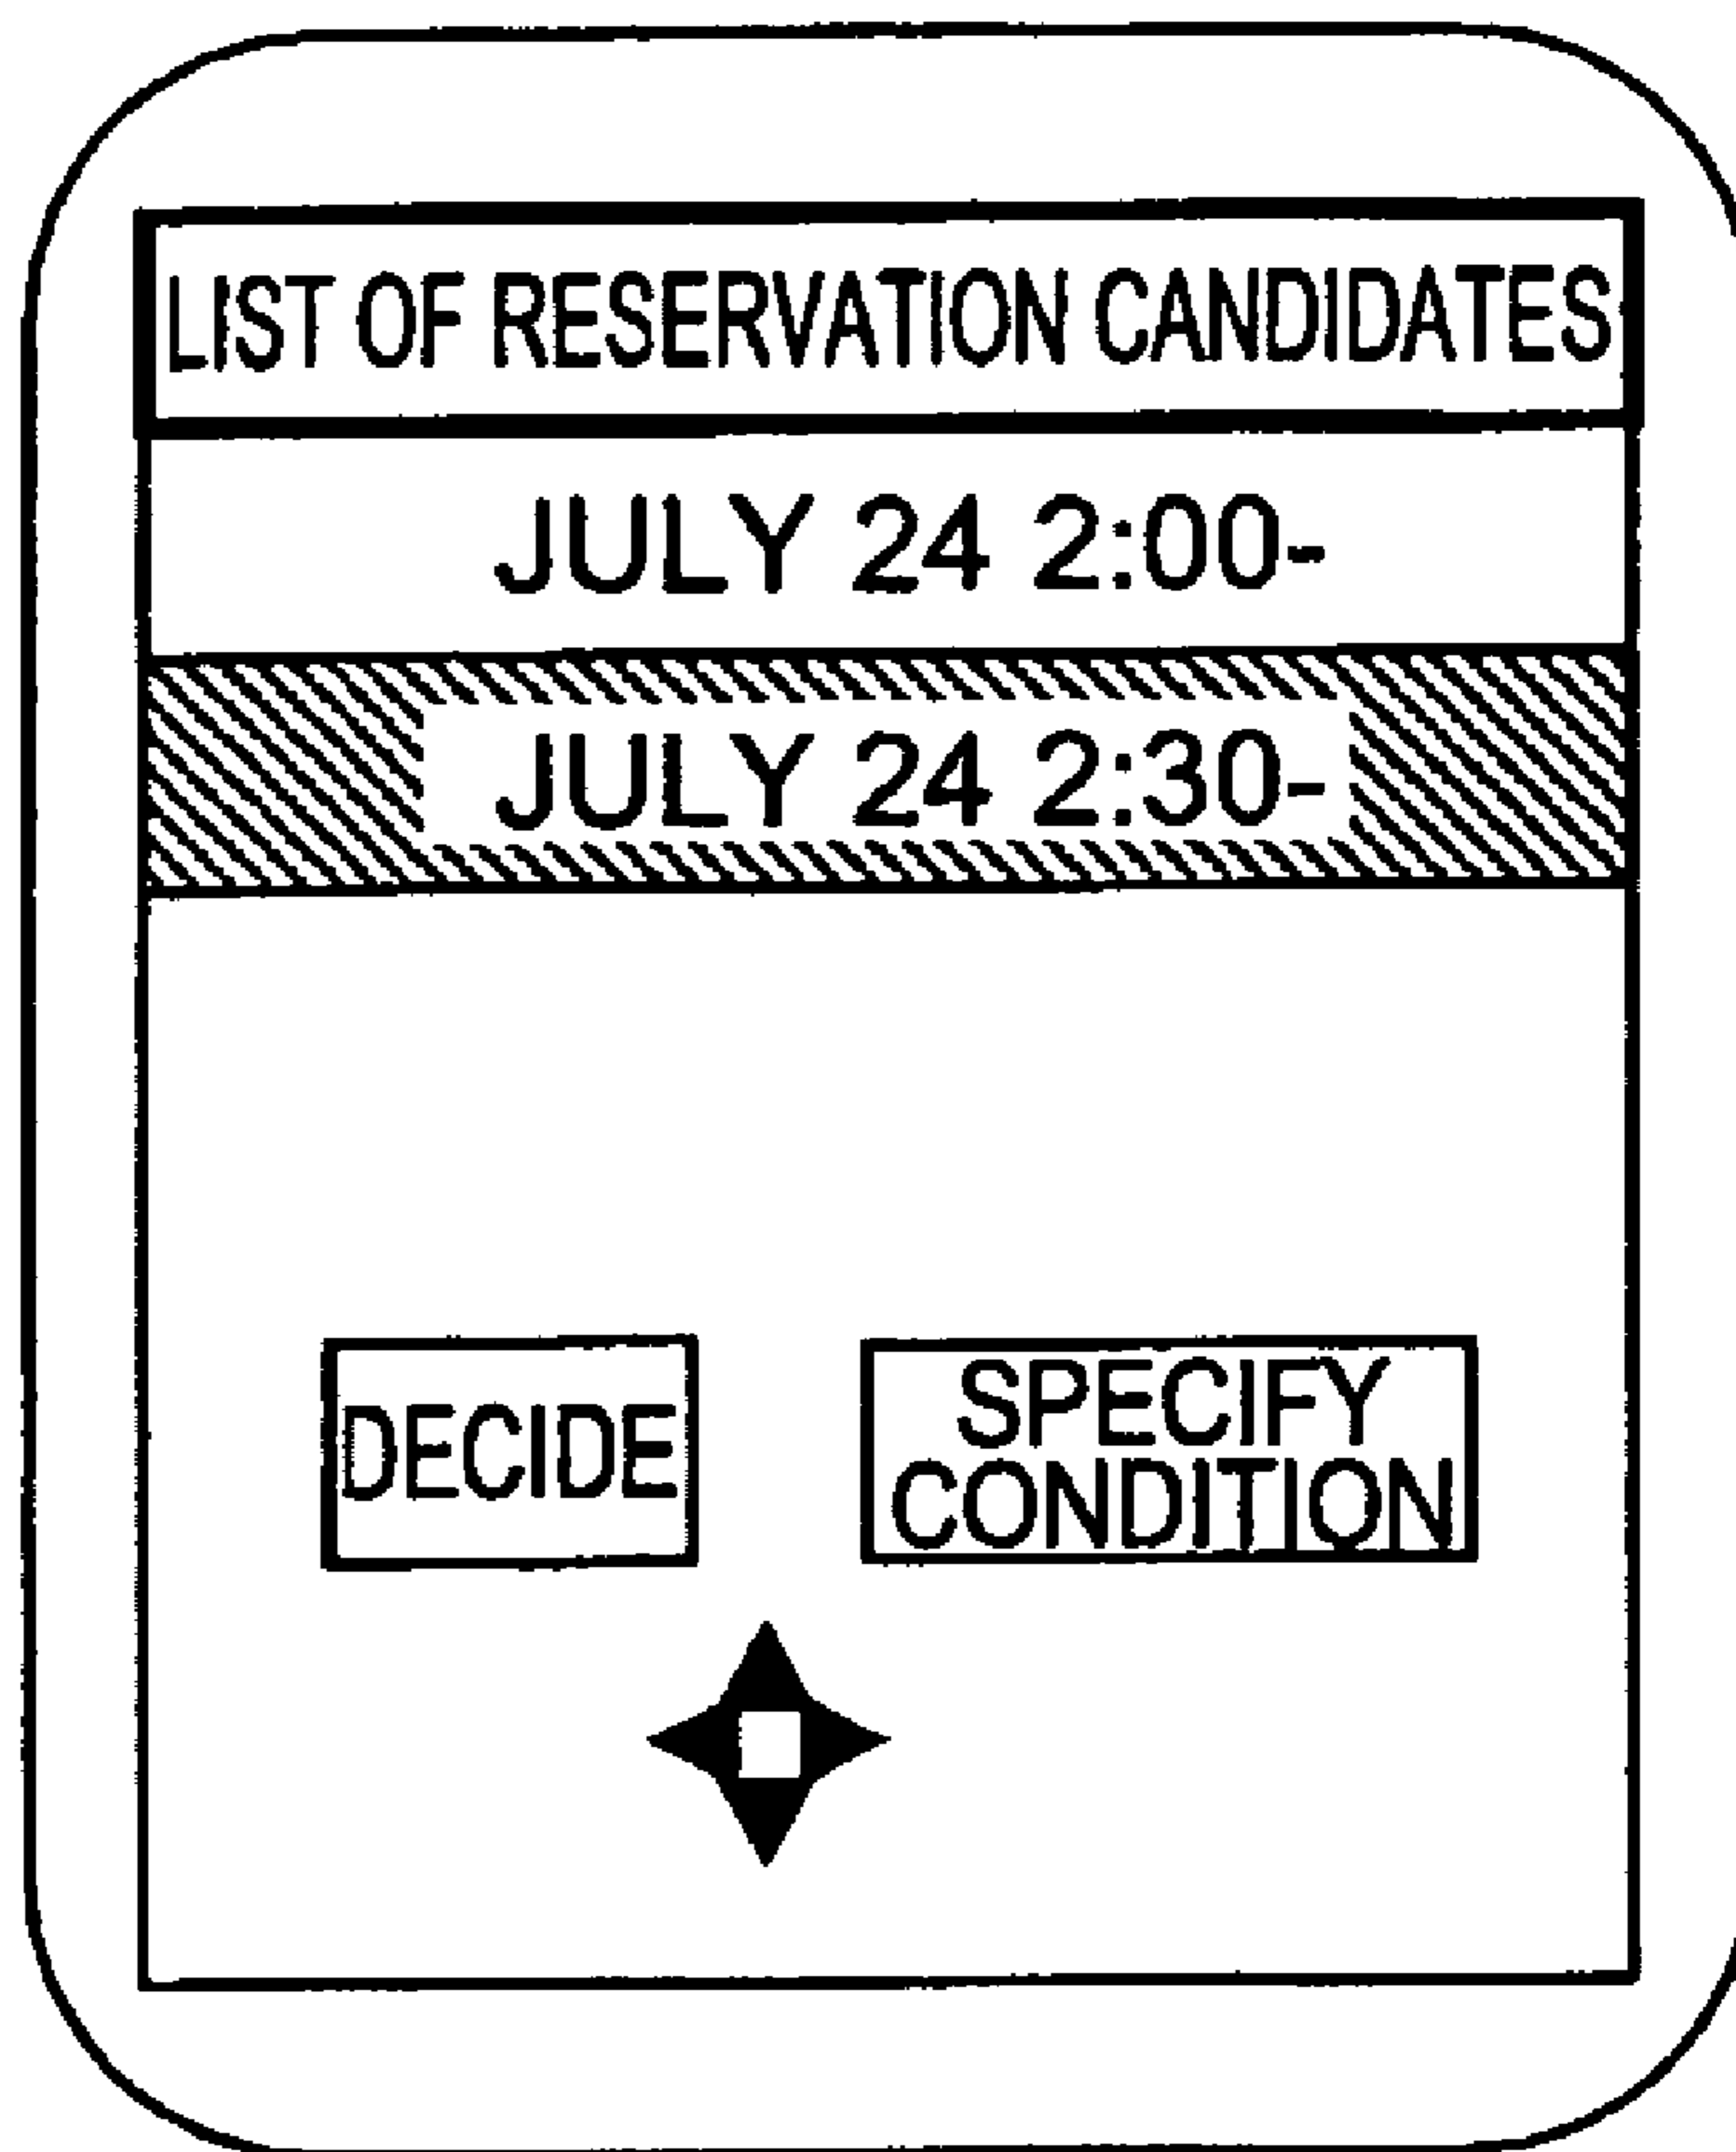 LIST OF RESERVATION CANDIDATES
JULY 24 2:00-
JULY 24 2:30-
DECIDE
SPECIFY
CONDITION